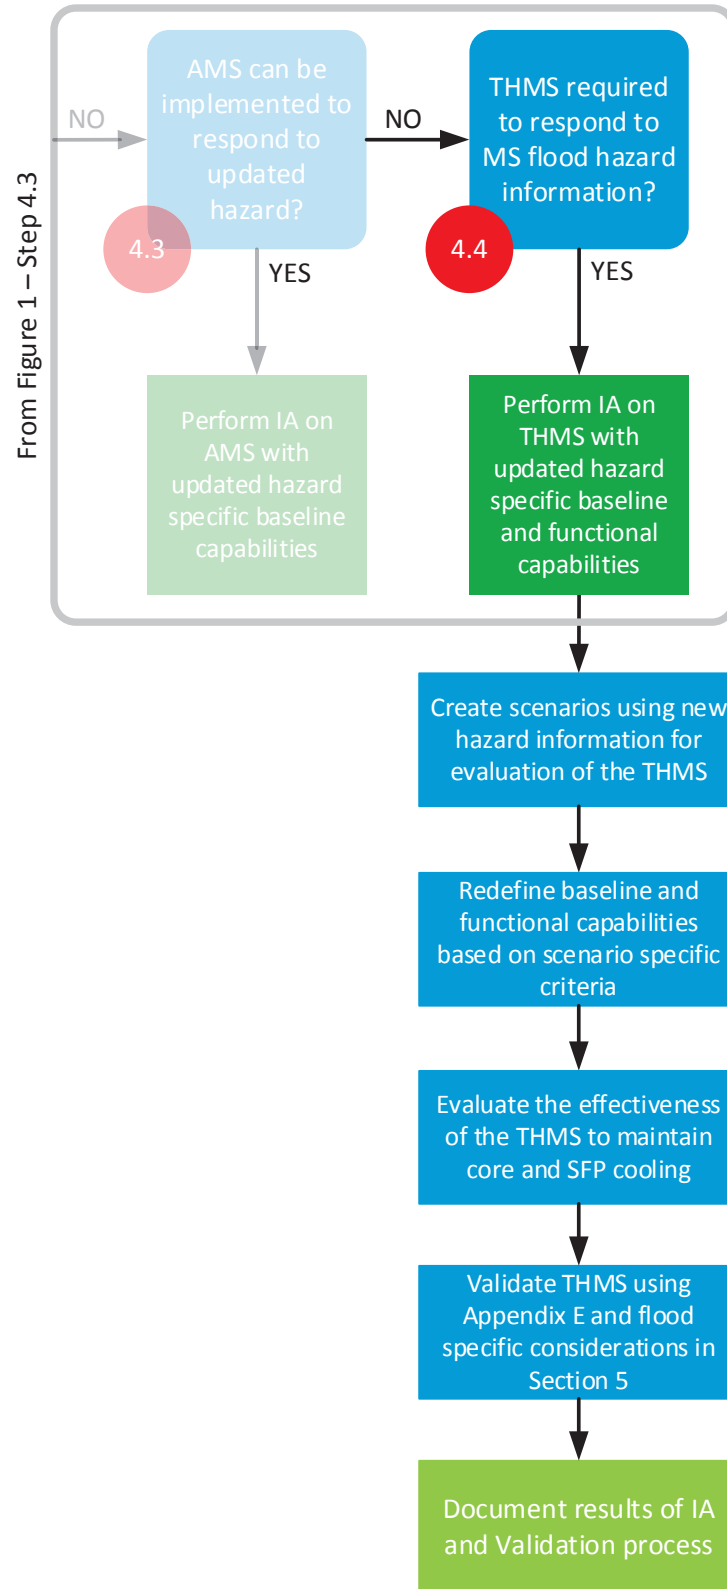 From Figure 1 – Step 4.3
NO
AMS can be
implemented to
respond to
updated
hazard?
4.3
NO
THMS required
to respond to
MS flood hazard
information?
4.4
YES
YES
Perform IA on
AMS with
updated hazard
specific baseline
capabilities
Perform IA on
THMS with
updated hazard
specific baseline
and functional
capabilities
Create scenarios using new
hazard information for
evaluation of the THMS
Redefine baseline and
functional capabilities
based on scenario specific
criteria
Evaluate the effectiveness
of the THMS to maintain
core and SFP cooling
Validate THMS using
Appendix E and flood
specific considerations in
Section 5
Document results of IA
and Validation process